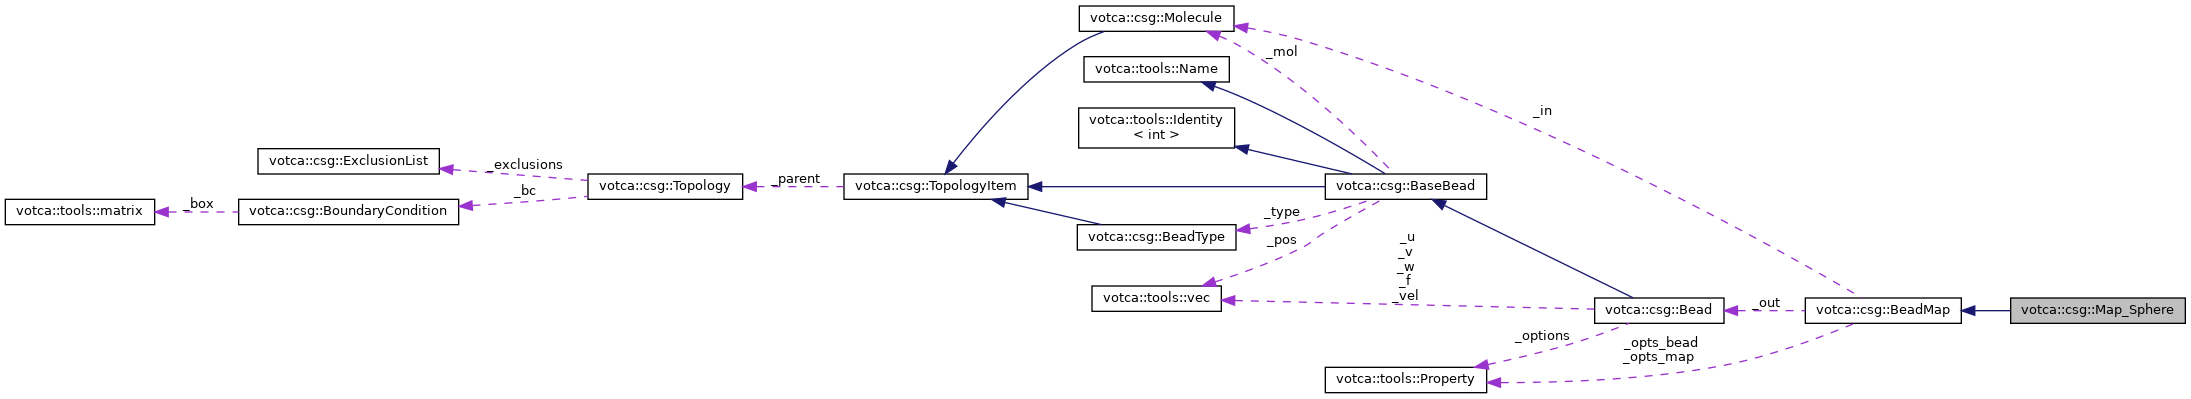 votca::csg::Molecule
_mol
votca::tools::Name
_in
votca::tools::Identity
< int >
votca::csg::ExclusionList
_exclusions
votca::csg::Topology
_parent
votca::csg::TopologyItem
votca::csg::BaseBead
votca::tools::matrix
_box
votca::csg::BoundaryCondition
_bc
_type
votca::csg::BeadType
_pos
_u
_v
_w
_f
_vel
votca::tools::vec
votca::csg::Bead
_out
votca::csg::BeadMap
votca::csg::Map_Sphere
_options
_opts_bead
_opts_map
votca::tools::Property